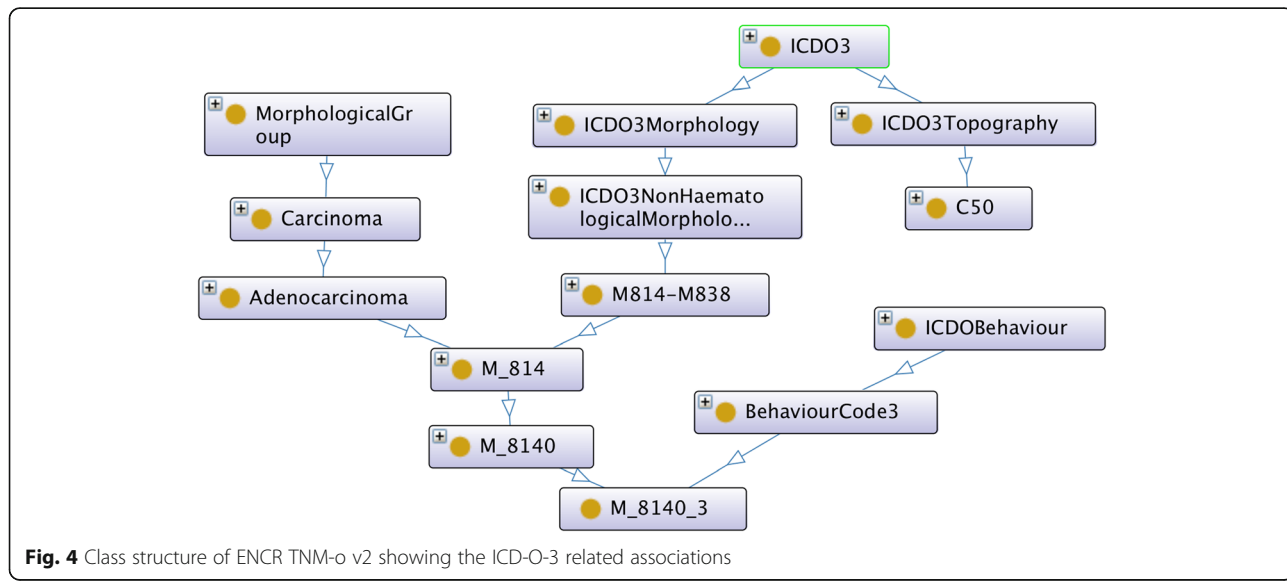 ICDO3
MorphologicalGr
oup
ICDO3Morphology
ICDO3Topography
ICDO3NonHaemato
logicalMorpholo...
Carcinoma
C50
Adenocarcinoma
M814-M838
ICDOBehaviour
M_814
BehaviourCode3
M_8140
M_8140_3
Fig. 4 Class structure of ENCR TNM-o v2 showing the ICD-O-3 related associations